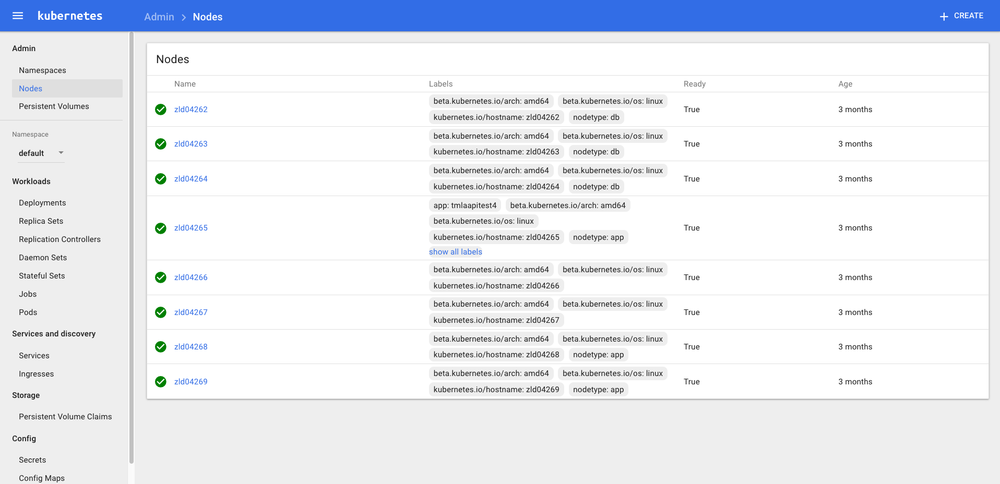 kubernetes
Admin > Nodes
+ CREATE
Admin
Namespaces
Nodes
Persistent Volumes
Namespace
default
Workloads
Deployments
Replica Sets
Replication Controllers
Daemon Sets
Stateful Sets
Jobs
Pods
Services and discovery
Services
Ingresses
Storage
Persistent Volume Claims
Config
Secrets
Config Maps
Nodes
Name Labels Ready Age
beta.kubernetes.io/arch: amd64 beta.kubernetes.io/os: linux
zld04262 True 3 months
kubernetes.io/hostname: zld04262 nodetype: db
beta.kubernetes.io/arch: amd64 beta.kubernetes.io/os: linux
zld04263 True 3 months
kubernetes.io/hostname: zld04263 nodetype: db
beta.kubernetes.io/arch: amd64 beta.kubernetes.io/os: linux
zld04264 True 3 months
kubernetes.io/hostname: zld04264 nodetype: db
app: tmlaapitest4 beta.kubernetes.io/arch: amd64
beta.kubernetes.io/os: linux
zld04265 True 3 months
kubernetes.io/hostname: zld04265 nodetype: app
show all labels
beta.kubernetes.io/arch: amd64 beta.kubernetes.io/os: linux
zld04266 True 3 months
kubernetes.io/hostname: zld04266
beta.kubernetes.io/arch: amd64 beta.kubernetes.io/os: linux
zld04267 True 3 months
kubernetes.io/hostname: zld04267
beta.kubernetes.io/arch: amd64 beta.kubernetes.io/os: linux
zld04268 True 3 months
kubernetes.io/hostname: zld04268 nodetype: app
beta.kubernetes.io/arch: amd64 beta.kubernetes.io/os: linux
zld04269 True 3 months
kubernetes.io/hostname: zld04269 nodetype: app